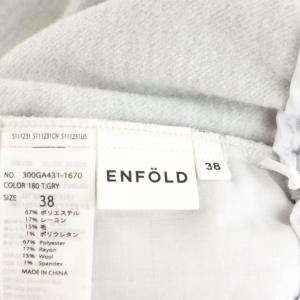 S111231 S111231CN S111231US
NO. 300GA431-1670
COLOR 180 T.GRY
SIZE 38
67% ポリエステル
17% レーヨン
15% 毛
1% ポリウレタン
67% Polyester
17% Rayon
15% Wool
1% Spandex
MADE IN CHINA
ENFÖLD
38